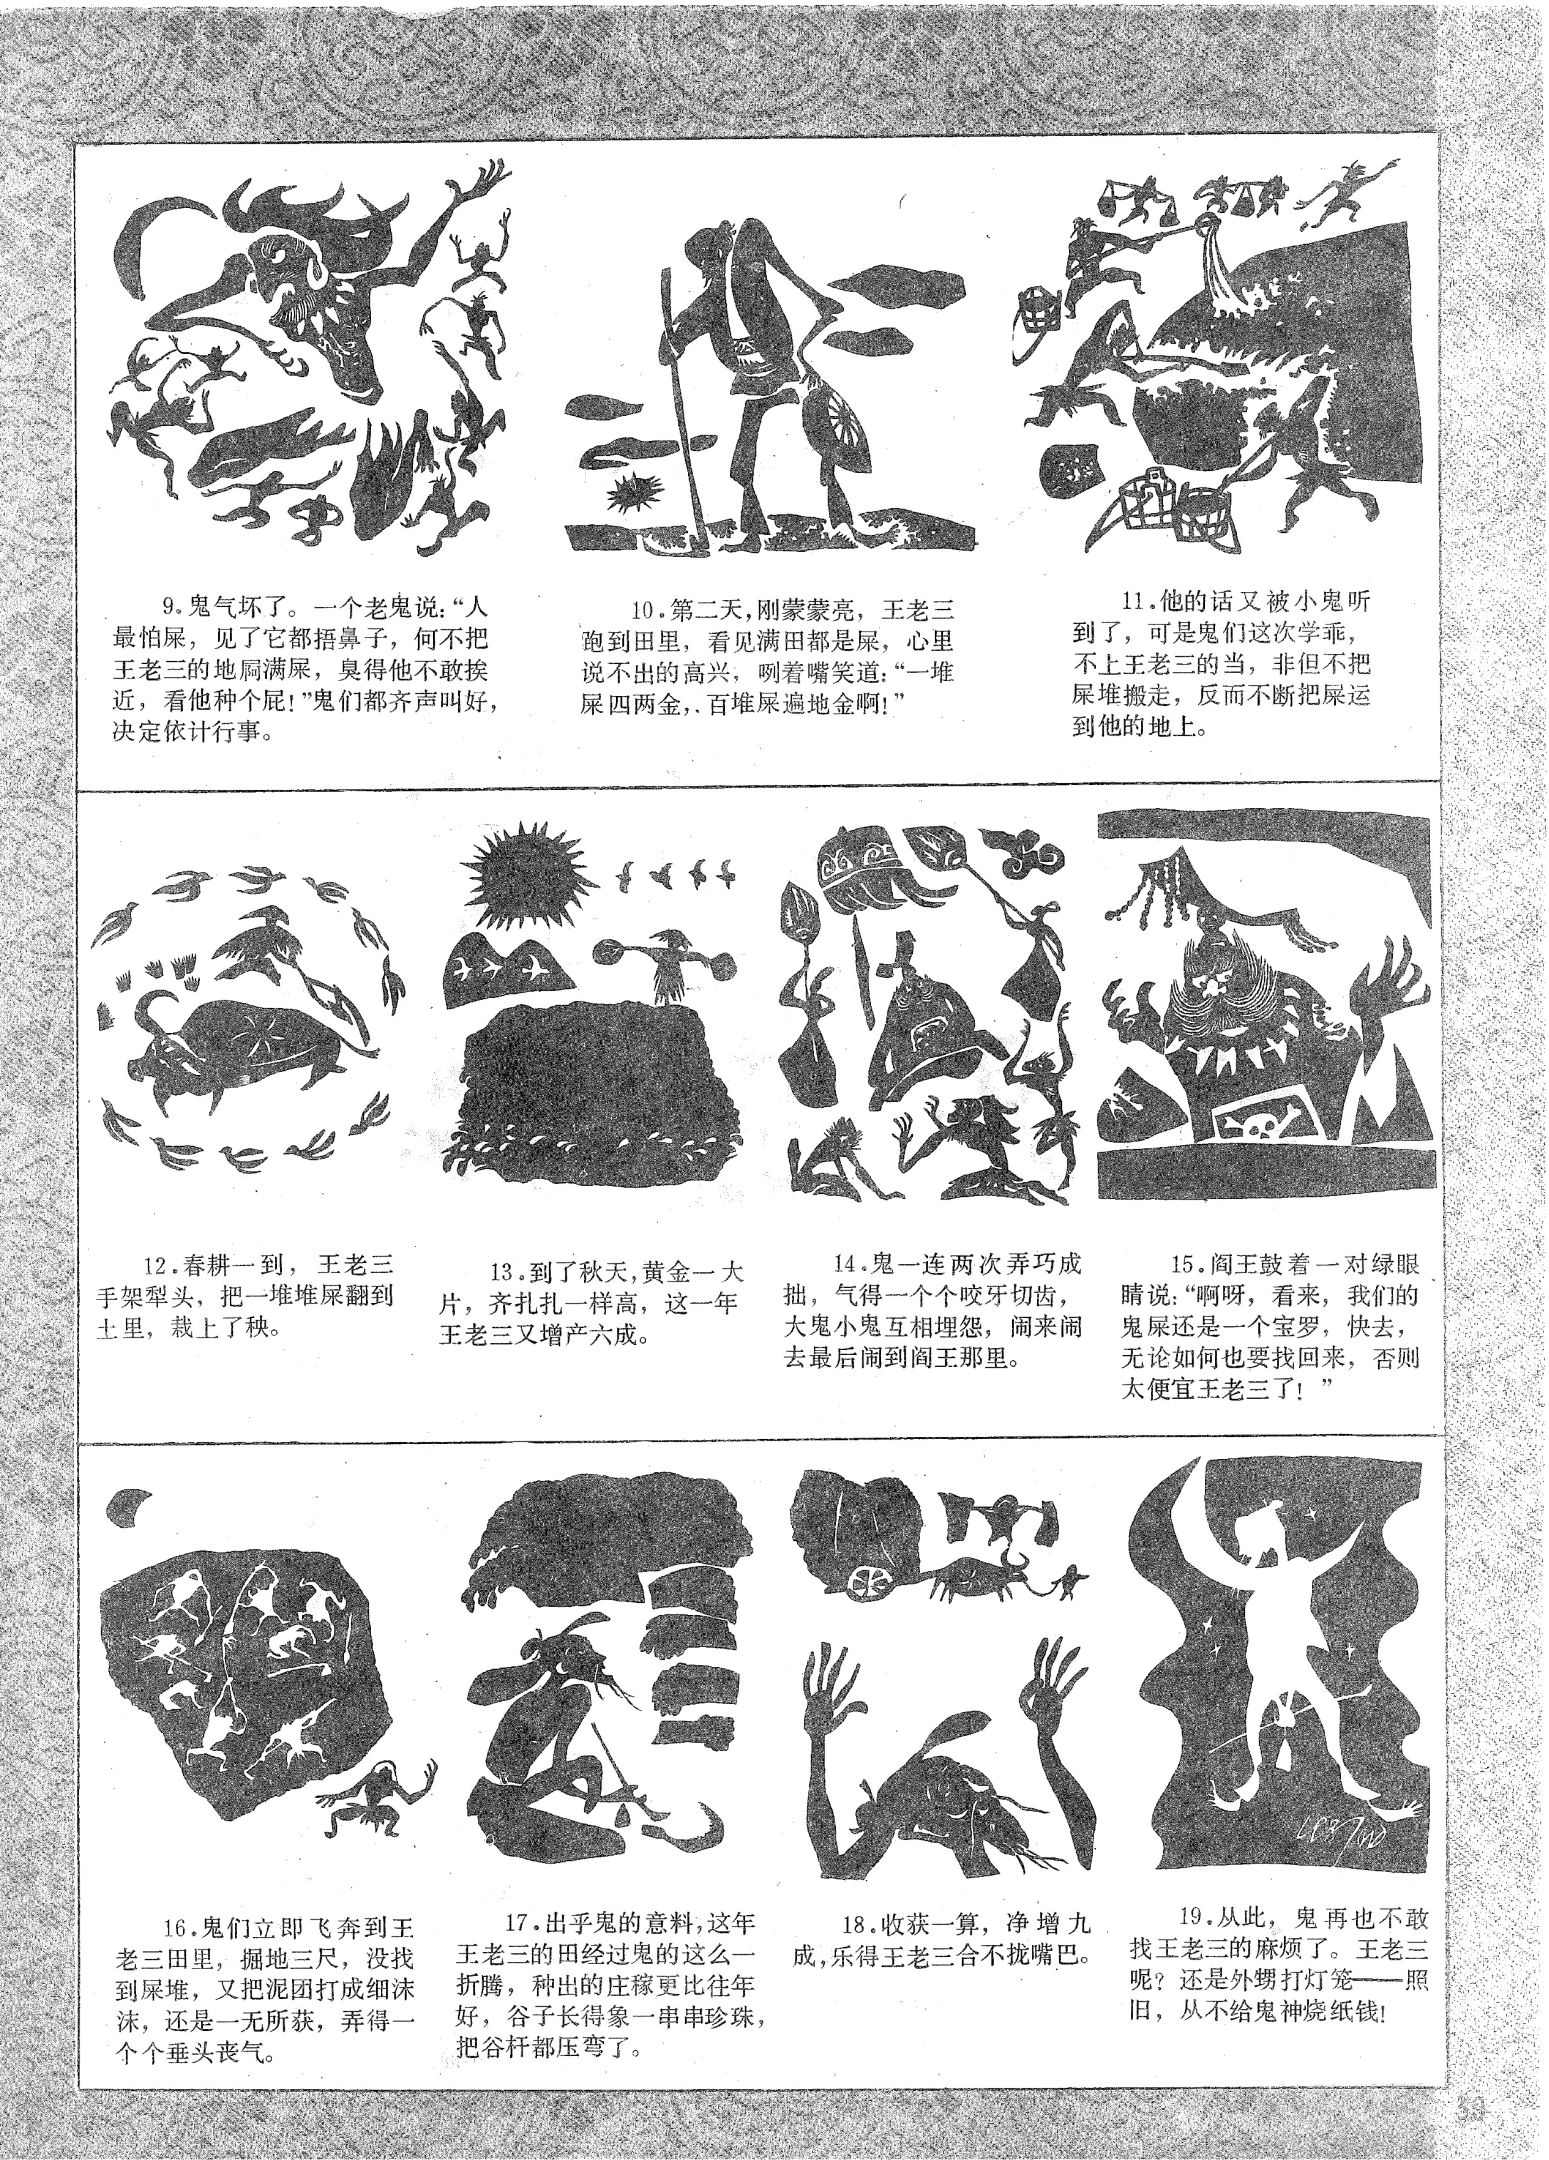 9。鬼气坏了。一个老鬼说：“人
最怕屎，见了它都捂鼻子，何不把
王老三的地屙满屎，臭得他不敢挨
近，看他种个屁！”鬼们都齐声叫好，
决定依计行事。
10。第二天，刚蒙蒙亮，王老三
跑到田里，看见满田都是屎，心里
说不出的高兴，咧着嘴笑道：“一堆
屎四两金，百堆屎遍地金啊！”
11。他的话又被小鬼听
到了，可是鬼们这次学乖，
不上王老三的当，非但不把
屎堆搬走，反而不断把屎运
到他的地上。
12。春耕一到，王老三
手架犁头，把一堆堆屎翻到
土里，栽上了秧。
13。到了秋天，黄金一大
片，齐扎扎一样高，这一年
王老三又增产六成。
14。鬼一连两次弄巧成
拙，气得一个个咬牙切齿，
大鬼小鬼互相埋怨，闹来闹
去最后闹到阎王那里。
15。阎王鼓着一对绿眼
睛说：“啊呀，看来，我们的
鬼屎还是一个宝罗，快去，
无论如何也要找回来，否则
太便宜王老三了！”
16。鬼们立即飞奔到王
老三田里，掘地三尺，没找
到屎堆，又把泥团打成细沫
沫，还是一无所获，弄得一
个个垂头丧气。
17。出乎鬼的意料，这年
王老三的田经过鬼的这么一
折腾，种出的庄稼更比往年
好，谷子长得象一串串珍珠，
把谷杆都压弯了。
18。收获一算，净增九
成，乐得王老三合不拢嘴巴。
19。从此，鬼再也不敢
找王老三的麻烦了。王老三
呢？还是外甥打灯笼——照
旧，从不给鬼神烧纸钱！